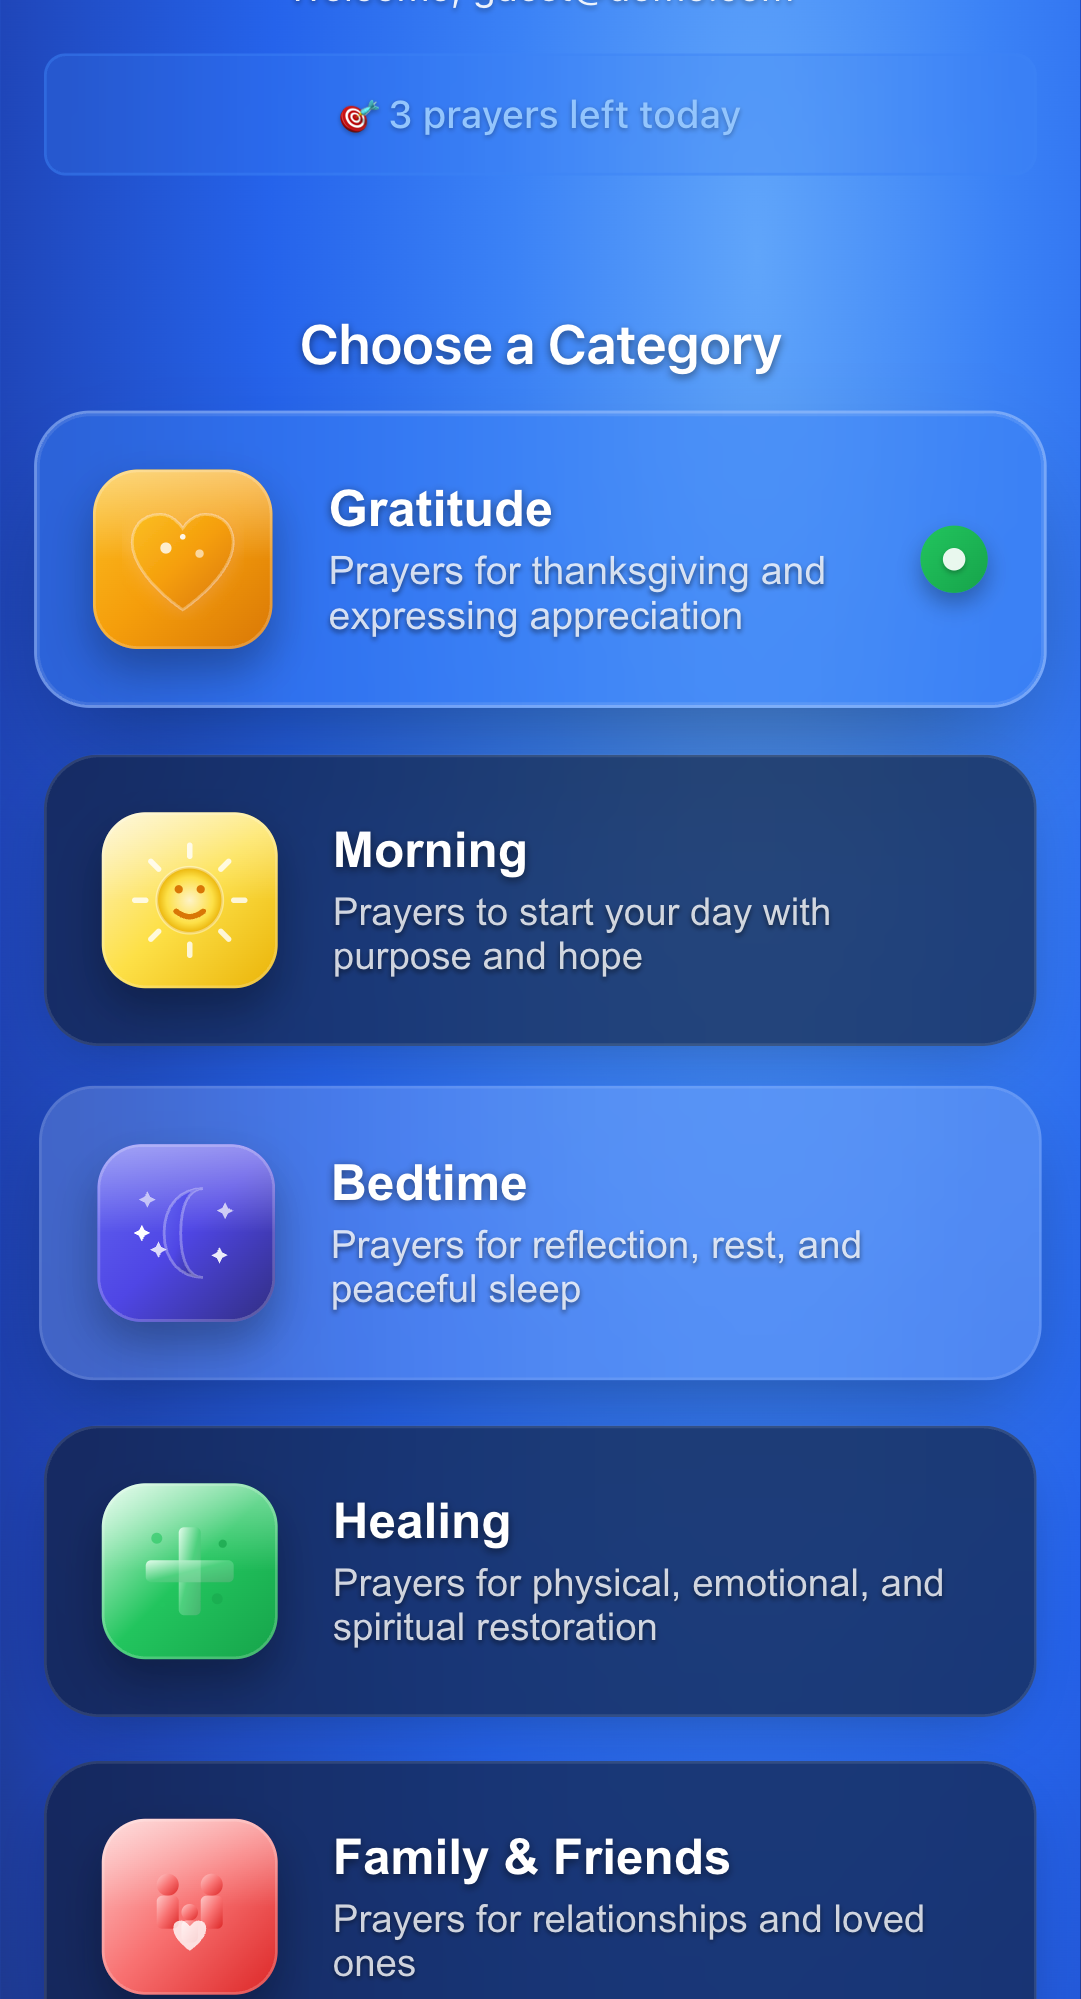 🎯 3 prayers left today
Choose a Category
Gratitude
Prayers for thanksgiving and
expressing appreciation
Morning
Prayers to start your day with
purpose and hope
Bedtime
Prayers for reflection, rest, and
peaceful sleep
Healing
Prayers for physical, emotional, and
spiritual restoration
Family & Friends
Prayers for relationships and loved
ones